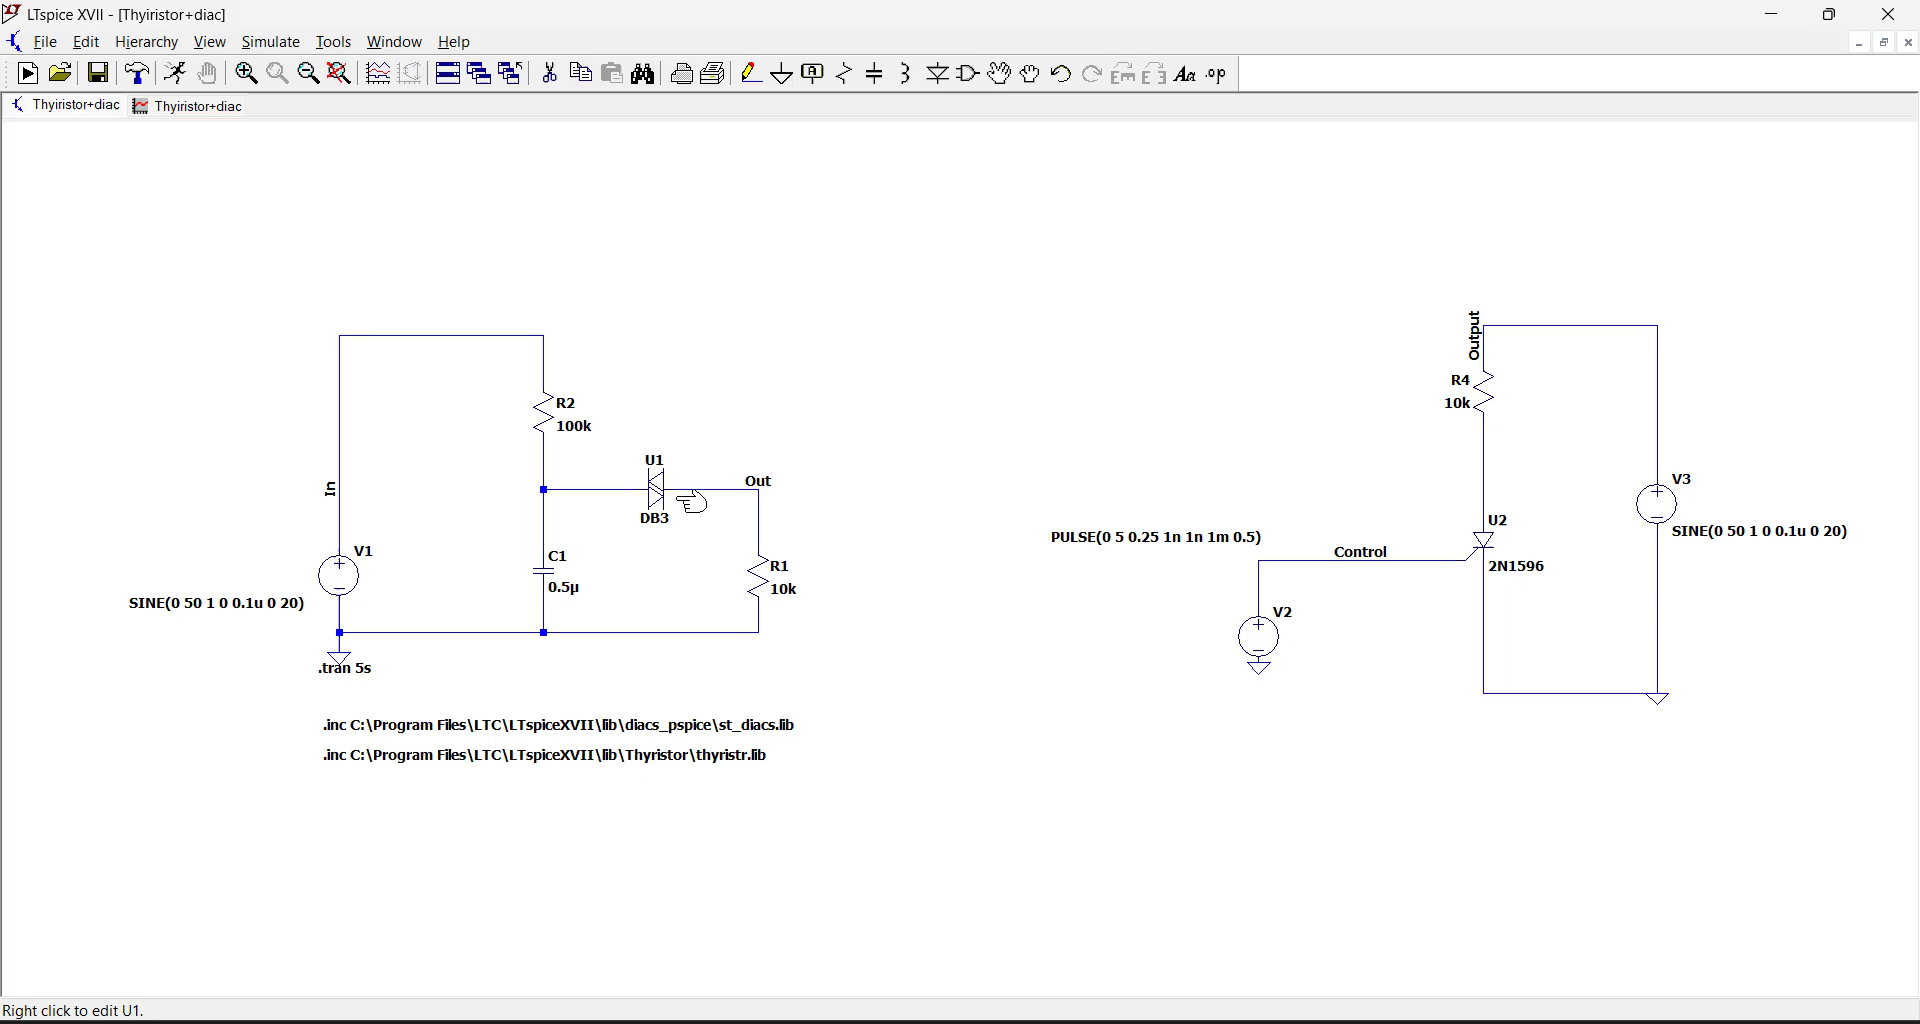 LTspice XVII - [Thyiristor+diac]
File Edit Hierarchy View Simulate Tools Window Help
Aa .op
Thyiristor+diac Thyiristor+diac
Output
R4
10k
R2
100k
U1
Out
DB3
In
V1
C1
0.5µ
R1
10k
SINE(0 50 1 0 0.1u 0 20)
.tran 5s
V3
SINE(0 50 1 0 0.1u 0 20)
U2
2N1596
PULSE(0 5 0.25 1n 1n 1m 0.5)
Control
V2
.inc C:\Program Files\LTC\LTspiceXVII\lib\diacs_pspice\st_diacs.lib
.inc C:\Program Files\LTC\LTspiceXVII\lib\Thyristor\thyristr.lib
Right click to edit U1.